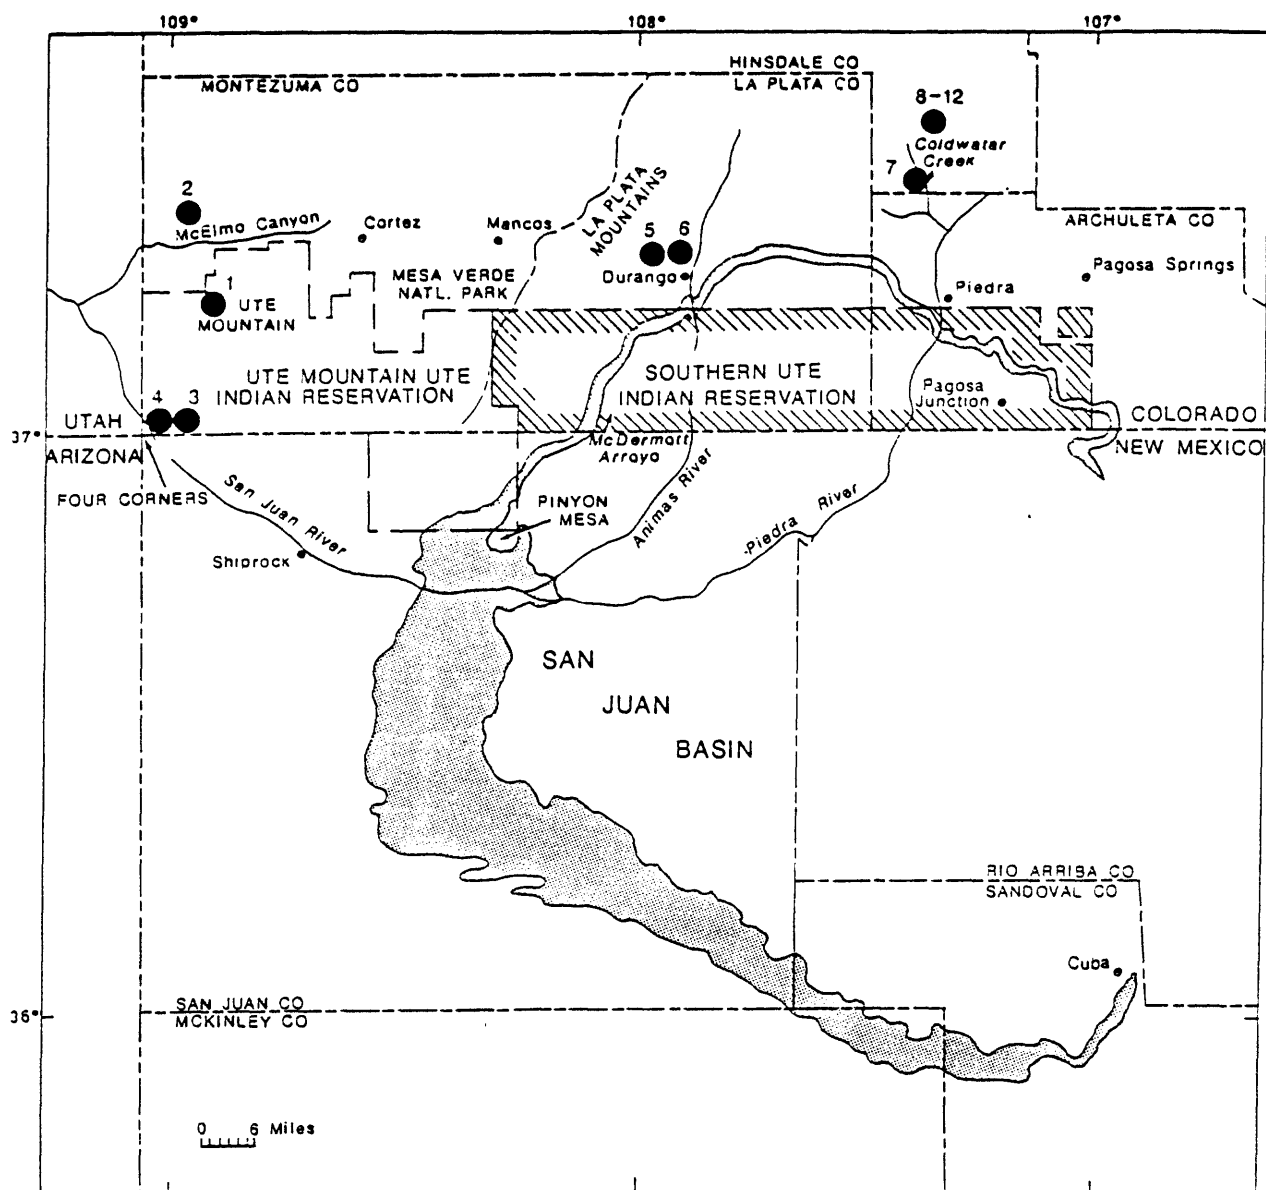 109°
108°
107°
HINSDALE CO
LA PLATA CO
MONTEZUMA CO
8-12
Coldwater
Creek
7
2
McElmo Canyon
Cortez
Mancos
LA PLATA
MOUNTAINS
5
6
Durango
ARCHULETA CO
Pagosa Springs
Piedra
MESA VERDE
NATL. PARK
1
UTE
MOUNTAIN
UTE MOUNTAIN UTE
INDIAN RESERVATION
SOUTHERN UTE
INDIAN RESERVATION
Pagosa
Junction
4
3
UTAH
37°
ARIZONA
COLORADO
NEW MEXICO
FOUR CORNERS
McDermott
Arroyo
San Juan River
PINYON
MESA
Animas River
Piedra River
Shiprock
SAN
JUAN
BASIN
RIO ARRIBA CO
SANDOVAL CO
Cuba
SAN JUAN CO
MCKINLEY CO
36°
0 6 Miles